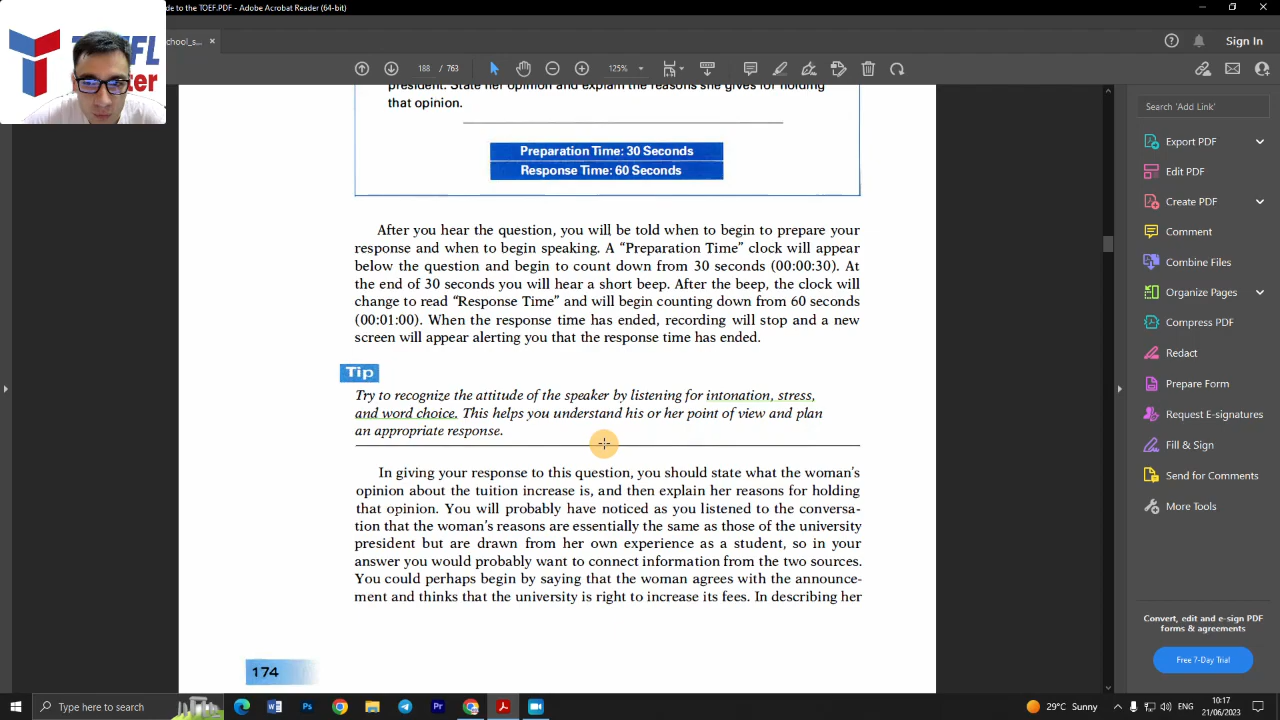 de to the TOEF.PDF - Adobe Acrobat Reader (64-bit)
chool_s...
Sign In
188 / 763
125%
president. State her opinion and explain the reasons she gives for holding
that opinion.
Preparation Time: 30 Seconds
Response Time: 60 Seconds
After you hear the question, you will be told when to begin to prepare your
response and when to begin speaking. A “Preparation Time” clock will appear
below the question and begin to count down from 30 seconds (00:00:30). At
the end of 30 seconds you will hear a short beep. After the beep, the clock will
change to read “Response Time” and will begin counting down from 60 seconds
(00:01:00). When the response time has ended, recording will stop and a new
screen will appear alerting you that the response time has ended.
Tip
Try to recognize the attitude of the speaker by listening for intonation, stress,
and word choice. This helps you understand his or her point of view and plan
an appropriate response.
In giving your response to this question, you should state what the woman’s
opinion about the tuition increase is, and then explain her reasons for holding
that opinion. You will probably have noticed as you listened to the conversa-
tion that the woman’s reasons are essentially the same as those of the university
president but are drawn from her own experience as a student, so in your
answer you would probably want to connect information from the two sources.
You could perhaps begin by saying that the woman agrees with the announce-
ment and thinks that the university is right to increase its fees. In describing her
174
Search 'Add Link'
Export PDF
Edit PDF
Create PDF
Comment
Combine Files
Organize Pages
Compress PDF
Redact
Prepare Form
Request E-signatures
Fill & Sign
Send for Comments
More Tools
Convert, edit and e-sign PDF
forms & agreements
Free 7-Day Trial
Type here to search
29°C Sunny
ENG
10:17
21/06/2023